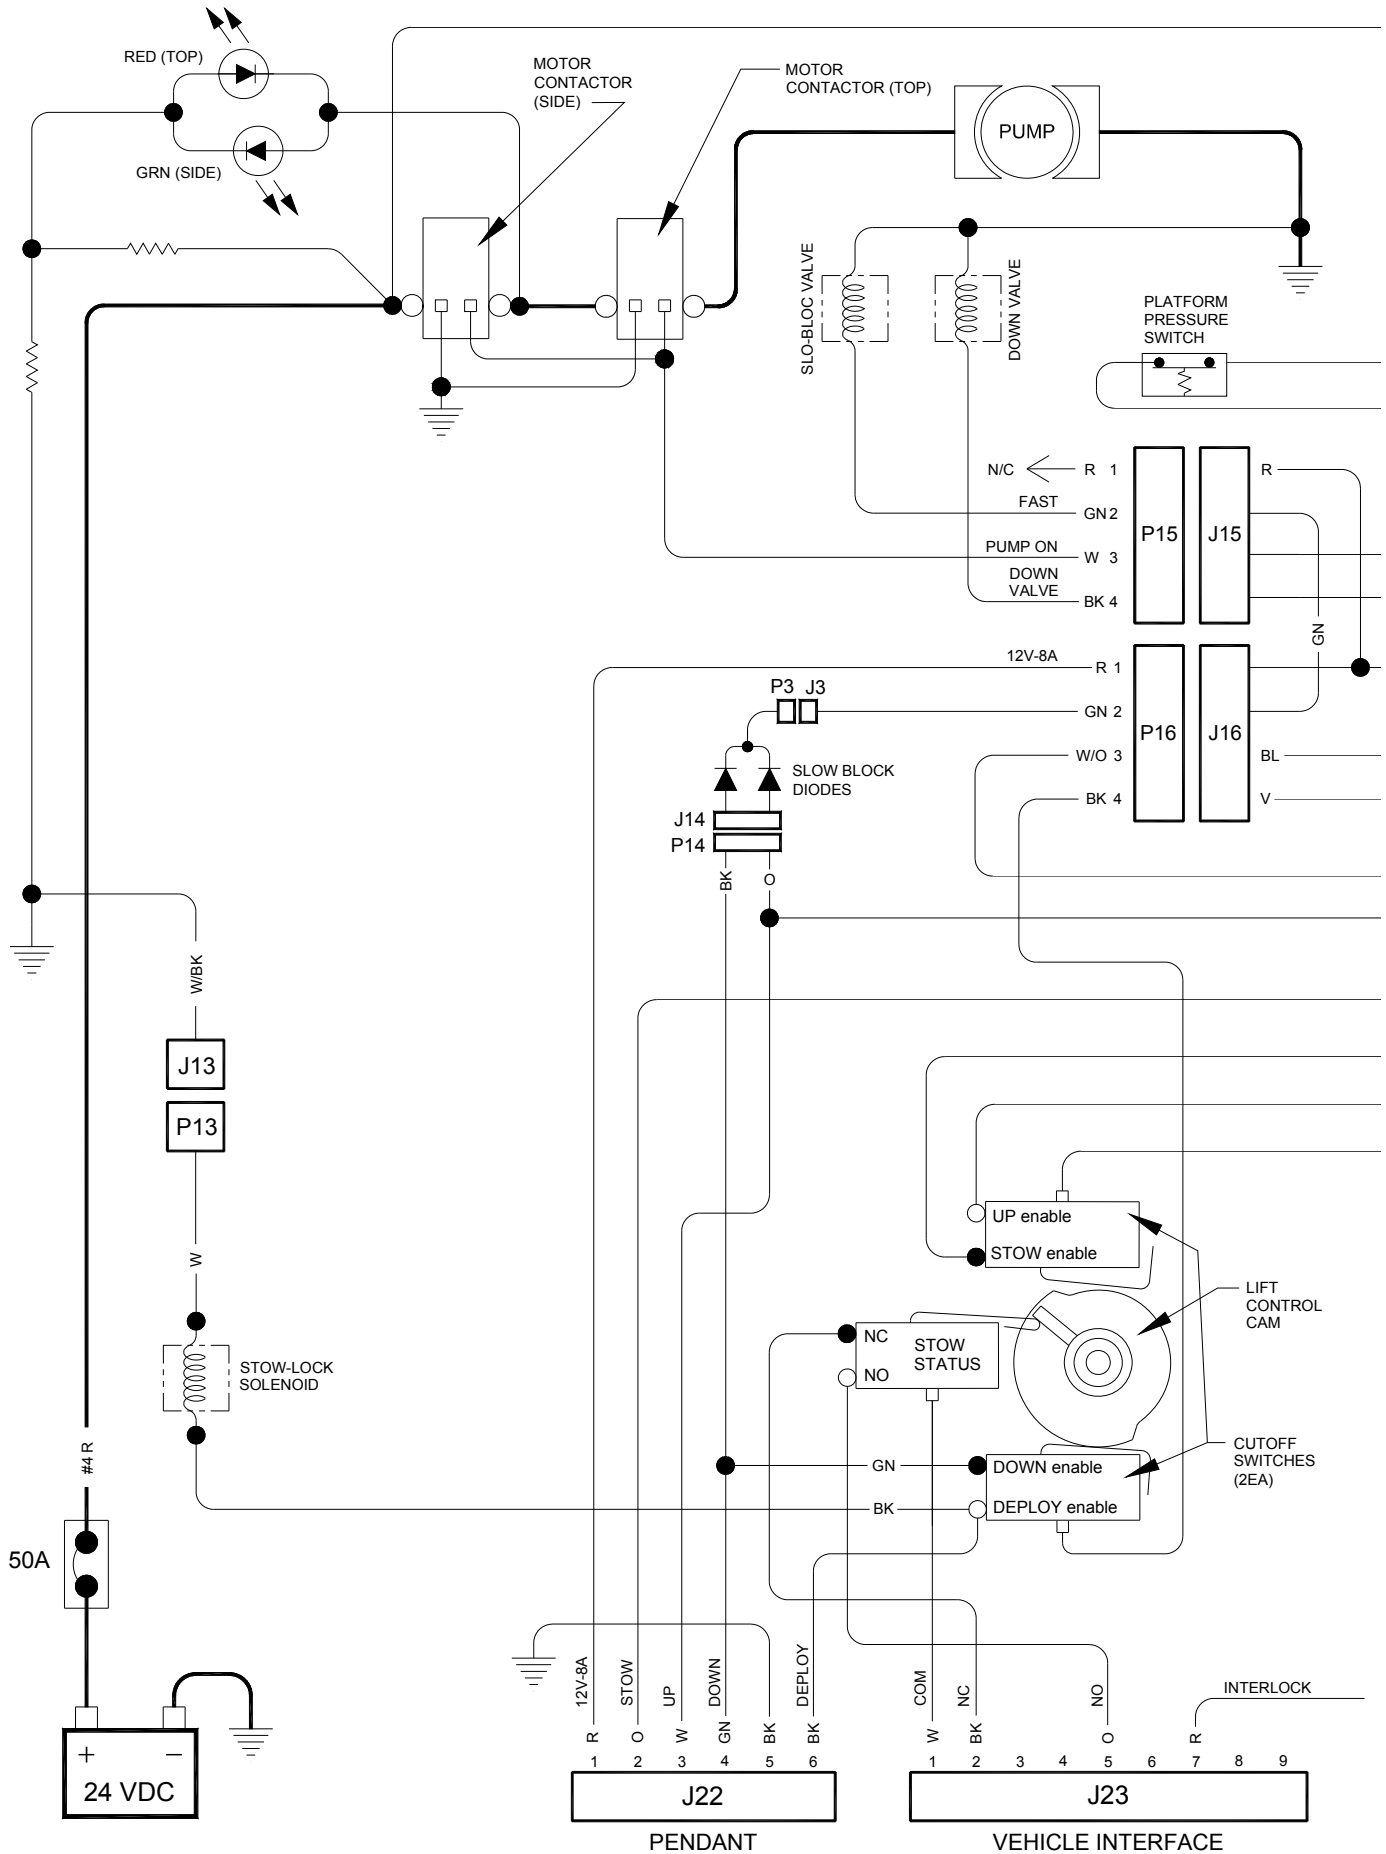 RED (TOP)
GRN (SIDE)
MOTOR
CONTACTOR
(SIDE)
MOTOR
CONTACTOR (TOP)
PUMP
SLO-BLOC VALVE
DOWN VALVE
PLATFORM
PRESSURE
SWITCH
N/C
R 1
FAST
GN 2
PUMP ON
W 3
DOWN
VALVE
BK 4
P15
J15
R
GN
12V-8A
R 1
P3 J3
GN 2
W/O 3
BK 4
P16
J16
BL
V
SLOW BLOCK
DIODES
J14
P14
BK
O
W/BK
J13
P13
W
STOW-LOCK
SOLENOID
UP enable
STOW enable
LIFT
CONTROL
CAM
NC
NO
STOW
STATUS
CUTOFF
SWITCHES
(2EA)
GN
DOWN enable
BK
DEPLOY enable
#4 R
50A
+ −
24 VDC
12V-8A
STOW
UP
DOWN
DEPLOY
R
O
W
GN
BK
BK
1 2 3 4 5 6
J22
PENDANT
COM
NC
NO
INTERLOCK
W
BK
O
R
1 2 3 4 5 6 7 8 9
J23
VEHICLE INTERFACE